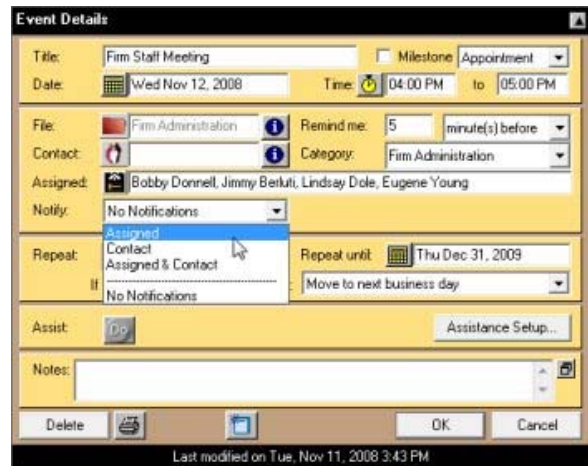 Event Details
Title: Firm Staff Meeting Milestone Appointment
Date: Wed Nov 12, 2008 Time: 04:00 PM to 05:00 PM
File: Firm Administration Remind me: 5 minute(s) before
Contact: Category: Firm Administration
Assigned: Bobby Donnell, Jimmy Berluti, Lindsay Dole, Eugene Young
Notify: No Notifications
Assigned
Contact
Assigned & Contact
No Notifications
Repeat: Repeat until: Thu Dec 31, 2009
If : Move to next business day
Assist: Do Assistance Setup...
Notes:
Delete OK Cancel
Last modified on Tue, Nov 11, 2008 3:43 PM